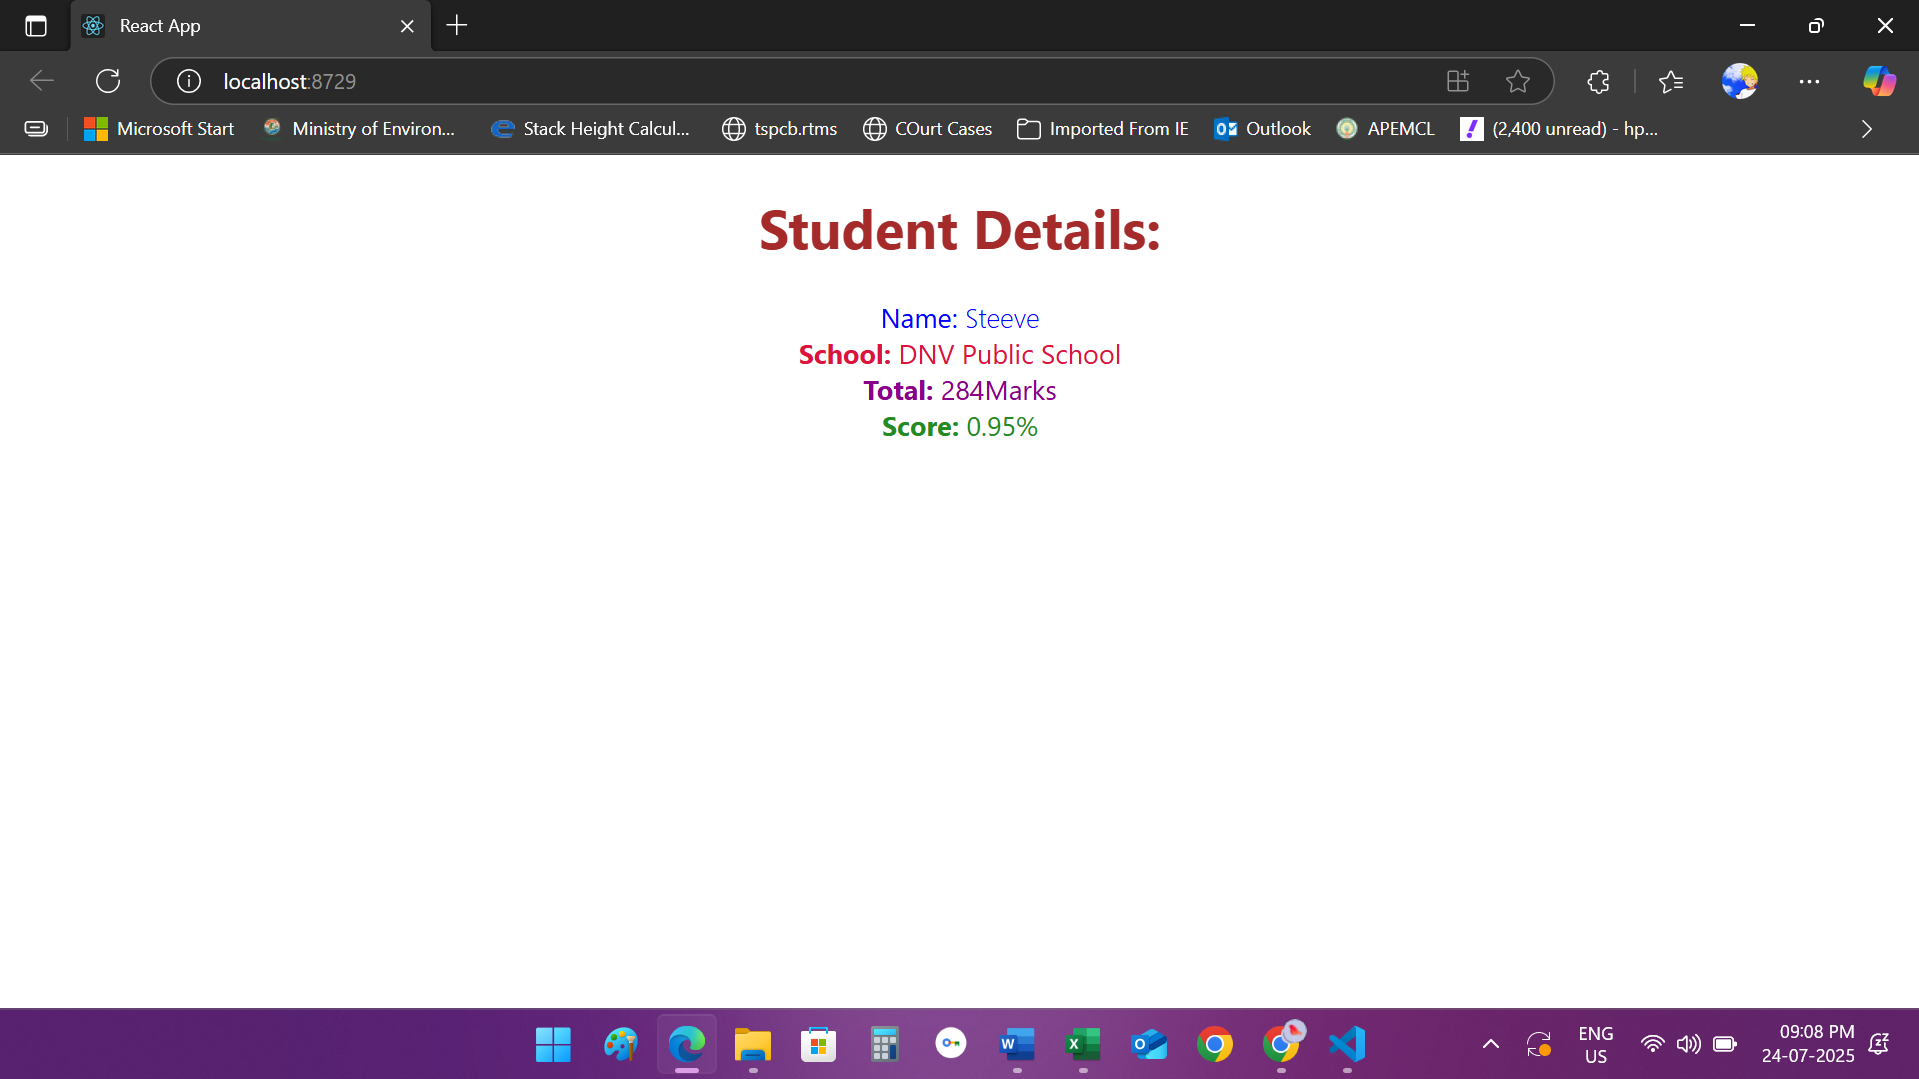 React App
localhost:8729
Microsoft Start
Ministry of Environ...
Stack Height Calcul...
tspcb.rtms
COurt Cases
Imported From IE
Outlook
APEMCL
(2,400 unread) - hp...
Student Details:
Name: Steeve
School: DNV Public School
Total: 284Marks
Score: 0.95%
ENG
US
09:08 PM
24-07-2025